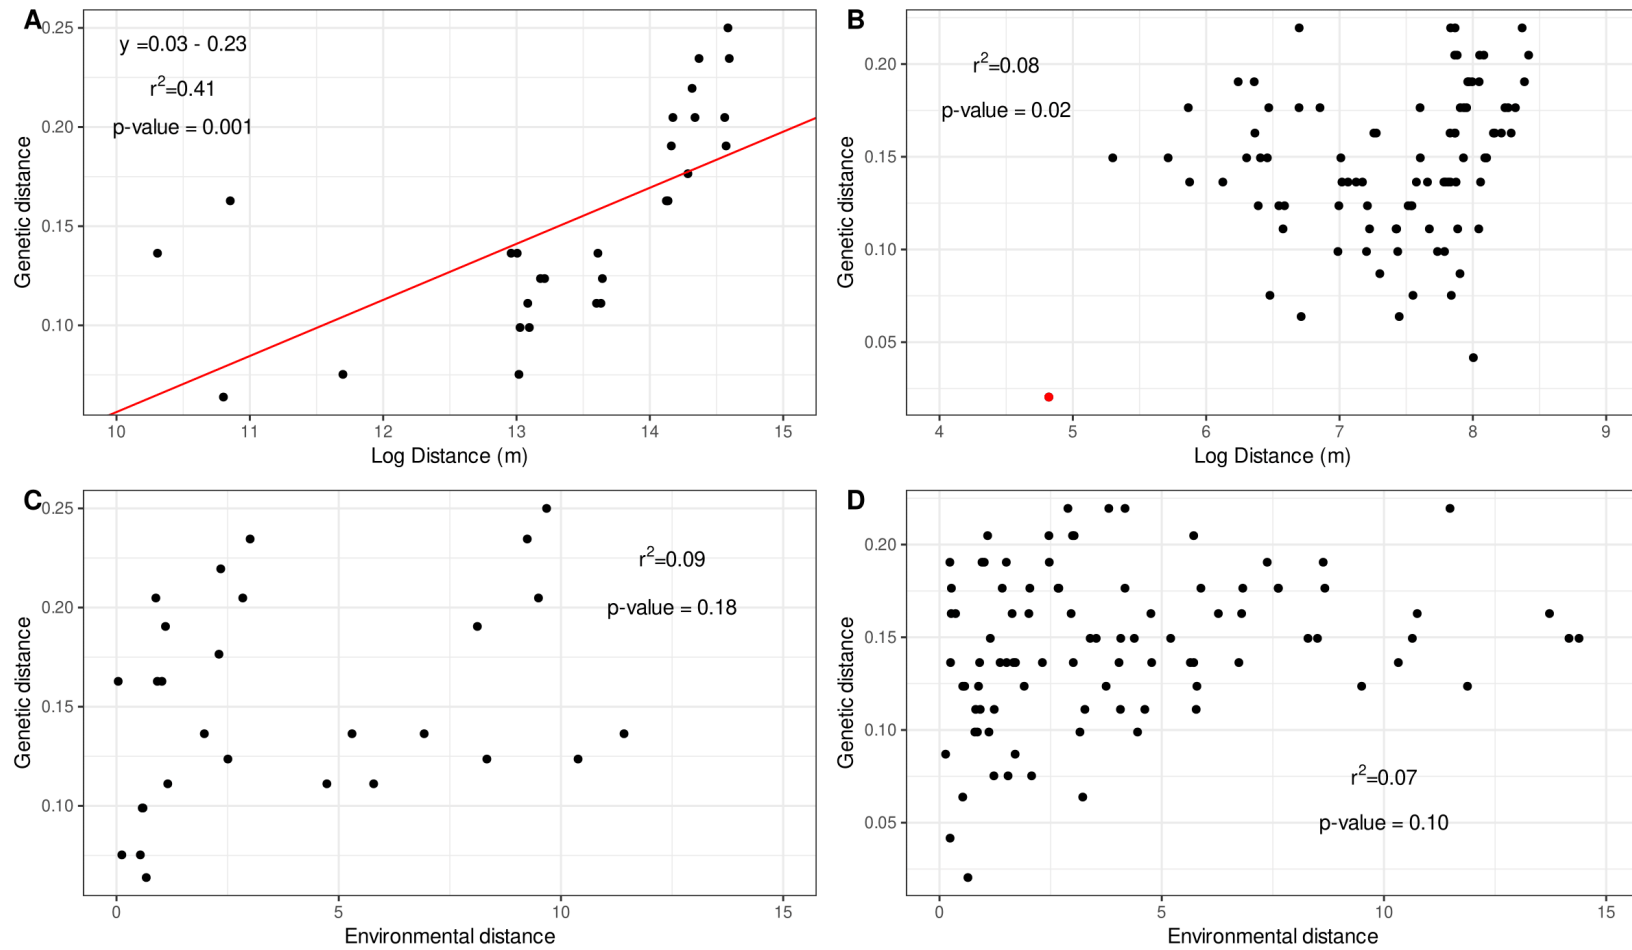 A
y =0.03 - 0.23
r²=0.41
p-value = 0.001
0.25
0.20
0.15
0.10
Genetic distance
10 11 12 13 14 15
Log Distance (m)
B
r²=0.08
p-value = 0.02
0.20
0.15
0.10
0.05
Genetic distance
4 5 6 7 8 9
Log Distance (m)
C
r²=0.09
p-value = 0.18
0.25
0.20
0.15
0.10
Genetic distance
0 5 10 15
Environmental distance
D
0.20
0.15
0.10
0.05
Genetic distance
r²=0.07
p-value = 0.10
0 5 10 15
Environmental distance